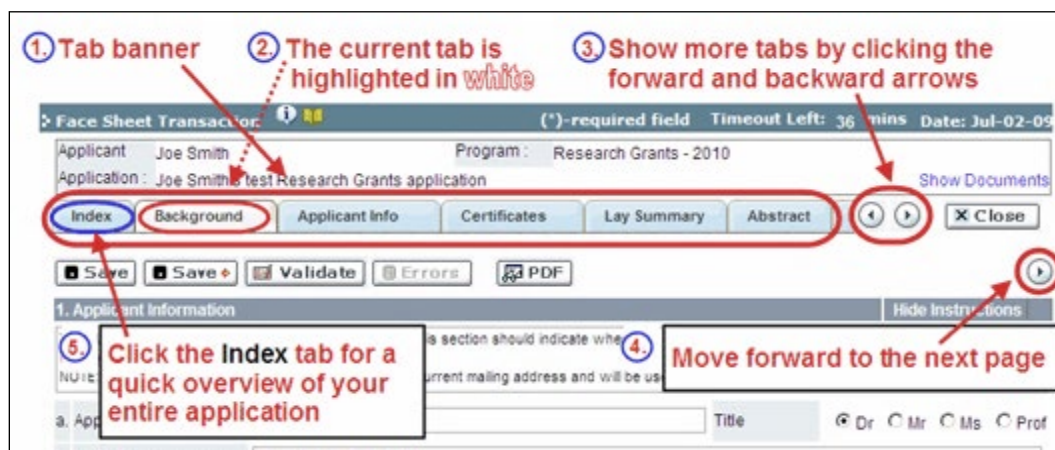 1. Tab banner
2. The current tab is
highlighted in white
3. Show more tabs by clicking the
forward and backward arrows
Face Sheet Transaction (*)-required field Timeout Left: 36 mins Date: Jul-02-09
Applicant Joe Smith Program : Research Grants - 2010
Application : Joe Smith's test Research Grants application Show Documents
Index Background Applicant Info Certificates Lay Summary Abstract Close
Save Save Validate Errors PDF
1. Applicant Information Hide Instructions
5. Click the Index tab for a
quick overview of your
entire application
s section should indicate whe
4. Move forward to the next page
NOTE: urrent mailing address and will be us
a. App Title Dr Mr Ms Prof